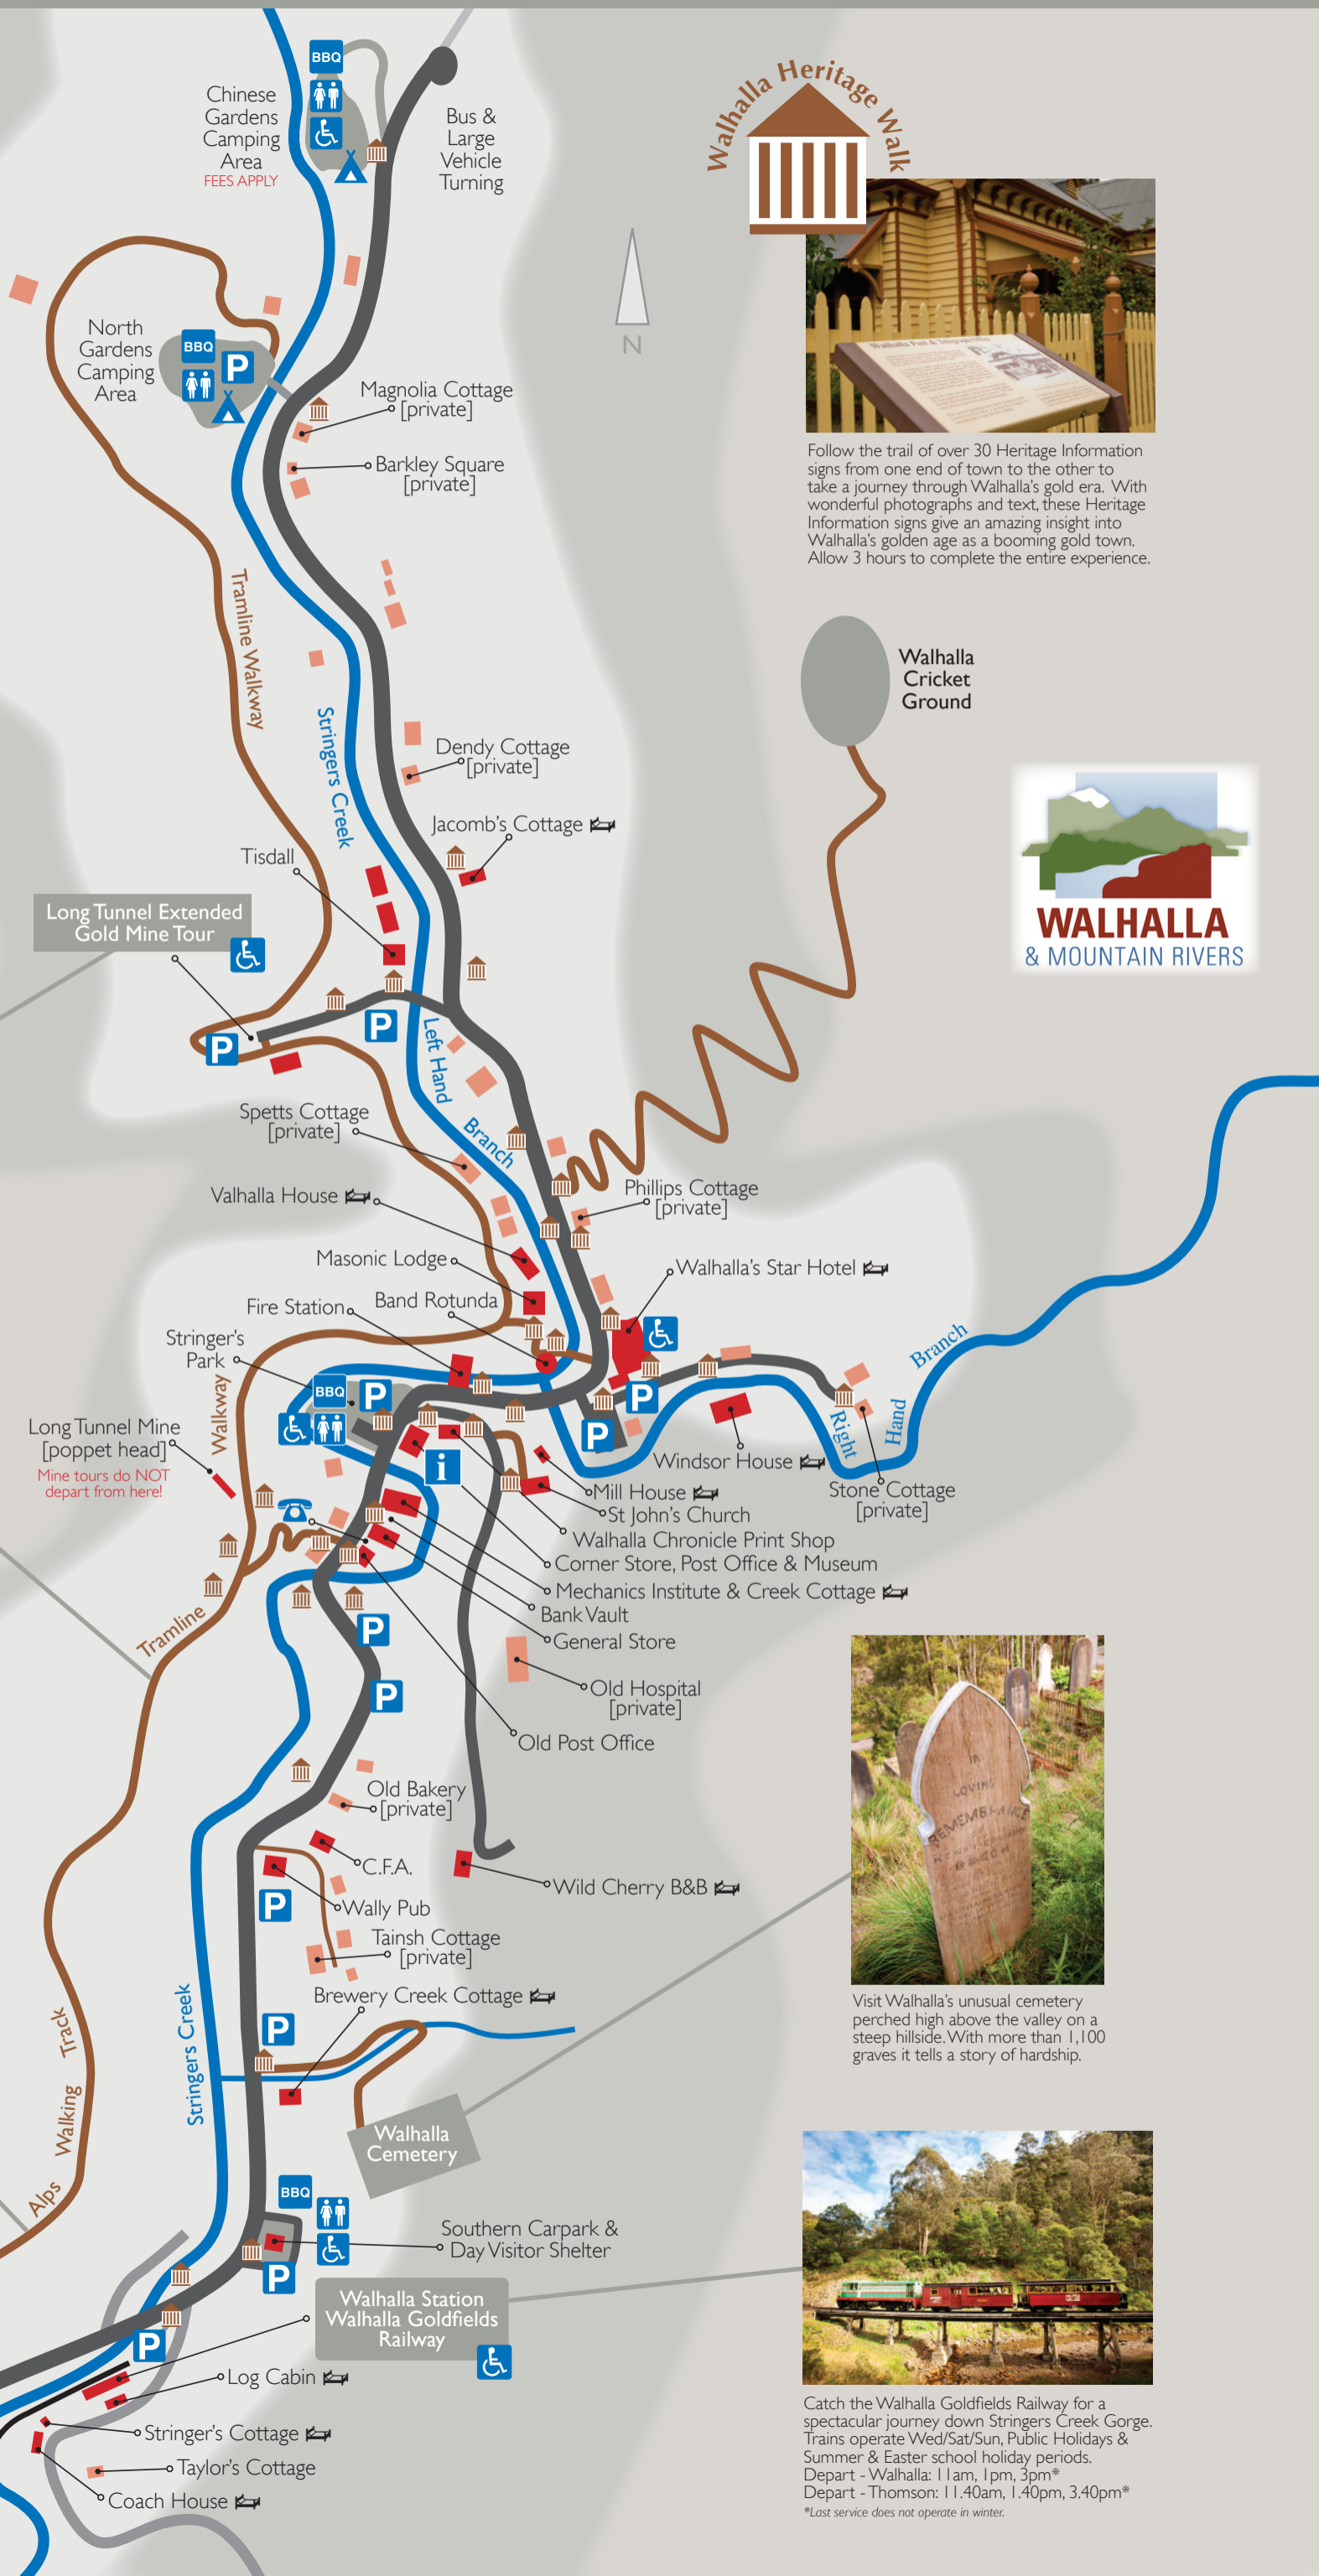 BBQ
Chinese
Gardens
Camping
Area
FEES APPLY
Bus &
Large
Vehicle
Turning
Walhalla Heritage Walk
N
Walhalla Post & Telegraph Office
North
Gardens
Camping
Area
BBQ
P
Magnolia Cottage
[private]
Barkley Square
[private]
Follow the trail of over 30 Heritage Information
signs from one end of town to the other to
take a journey through Walhalla's gold era. With
wonderful photographs and text, these Heritage
Information signs give an amazing insight into
Walhalla's golden age as a booming gold town.
Allow 3 hours to complete the entire experience.
Tramline Walkway
Stringers Creek
Walhalla
Cricket
Ground
Dendy Cottage
[private]
Jacomb's Cottage
Tisdall
WALHALLA
& MOUNTAIN RIVERS
Long Tunnel Extended
Gold Mine Tour
P
P
Left Hand
Branch
Spetts Cottage
[private]
Valhalla House
Phillips Cottage
[private]
Masonic Lodge
Walhalla's Star Hotel
Fire Station
Band Rotunda
Stringer's
Park
BBQ
P
P
P
Right
Hand
Branch
Walkway
Long Tunnel Mine
[poppet head]
Mine tours do NOT
depart from here!
i
Windsor House
Stone Cottage
[private]
Mill House
St John's Church
Walhalla Chronicle Print Shop
Corner Store, Post Office & Museum
Mechanics Institute & Creek Cottage
Bank Vault
General Store
Tramline
P
P
Old Hospital
[private]
Old Post Office
Old Bakery
[private]
C.F.A.
Wild Cherry B&B
P
Wally Pub
Tainsh Cottage
[private]
Brewery Creek Cottage
P
Stringers Creek
Alps Walking Track
IN
LOVING
REMEMBRANCE
Visit Walhalla's unusual cemetery
perched high above the valley on a
steep hillside. With more than 1,100
graves it tells a story of hardship.
Walhalla
Cemetery
BBQ
Southern Carpark &
Day Visitor Shelter
P
Walhalla Station
Walhalla Goldfields
Railway
P
Log Cabin
Stringer's Cottage
Taylor's Cottage
Coach House
Catch the Walhalla Goldfields Railway for a
spectacular journey down Stringers Creek Gorge.
Trains operate Wed/Sat/Sun, Public Holidays &
Summer & Easter school holiday periods.
Depart - Walhalla: 11am, 1pm, 3pm*
Depart - Thomson: 11.40am, 1.40pm, 3.40pm*
*Last service does not operate in winter.